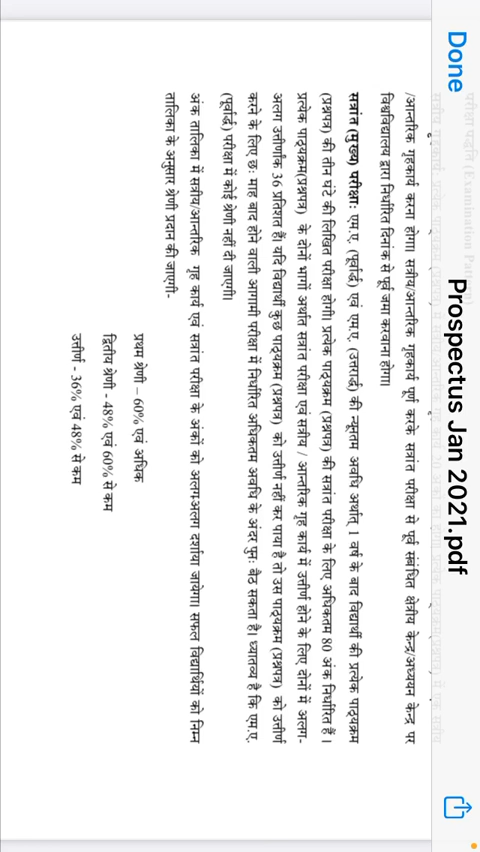 Done
Prospectus Jan 2021.pdf
परीक्षा पद्धति (Examination Pattern)
/आन्तरिक गृहकार्य करना होगा। सत्रीय/आन्तरिक गृहकार्य पूर्ण करके सत्रांत परीक्षा से पूर्व संबंधित क्षेत्रीय केन्द्र/अध्ययन केन्द्र पर
विश्वविद्यालय द्वारा निर्धारित दिनांक से पूर्व जमा करवाना होगा।
सत्रांत (मुख्य) परीक्षा: एम.ए. (पूर्वार्द्ध) एवं एम.ए. (उत्तरार्द्ध) की न्यूनतम अवधि अर्थात् 1 वर्ष के बाद विद्यार्थी की प्रत्येक पाठ्यक्रम
(प्रश्नपत्र) की तीन घंटे की लिखित परीक्षा होगी। प्रत्येक पाठ्यक्रम (प्रश्नपत्र) की सत्रांत परीक्षा के लिए अधिकतम 80 अंक निर्धारित हैं ।
प्रत्येक पाठ्यक्रम(प्रश्नपत्र) के दोनों भागों अर्थात सत्रांत परीक्षा एवं सत्रीय / आन्तरिक गृह कार्य में उत्तीर्ण होने के लिए दोनों में अलग-
अलग उत्तीर्णांक 36 प्रतिशत हैं। यदि विद्यार्थी कुछ पाठ्यक्रम (प्रश्नपत्र) को उत्तीर्ण नहीं कर पाया है तो उस पाठ्यक्रम (प्रश्नपत्र) को उत्तीर्ण
करने के लिए छः माह बाद होने वाली आगामी परीक्षा में निर्धारित अधिकतम अवधि के अंदर पुनः बैठ सकता है। ध्यातव्य है कि एम.ए.
(पूर्वार्द्ध) परीक्षा में कोई श्रेणी नहीं दी जाएगी।
अंक तालिका में सत्रीय/आन्तरिक गृह कार्य एवं सत्रांत परीक्षा के अंकों को अलग-अलग दर्शाया जायेगा। सफल विद्यार्थियों को निम्न
तालिका के अनुसार श्रेणी प्रदान की जाएगी-
प्रथम श्रेणी – 60% एवं अधिक
द्वितीय श्रेणी - 48% एवं 60% से कम
उत्तीर्ण - 36% एवं 48% से कम